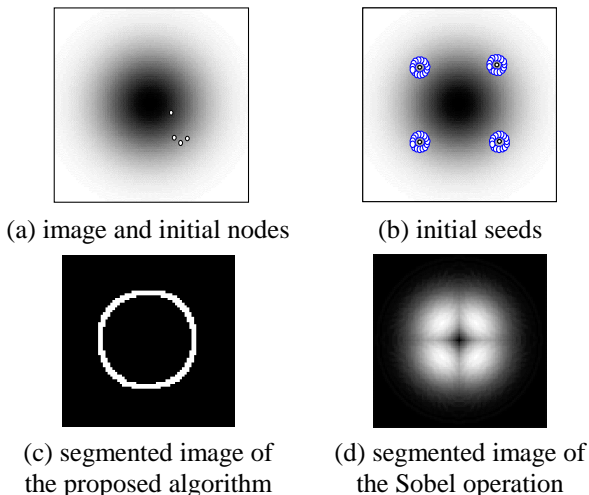 (a) image and initial nodes
(b) initial seeds
(c) segmented image of
the proposed algorithm
(d) segmented image of
the Sobel operation